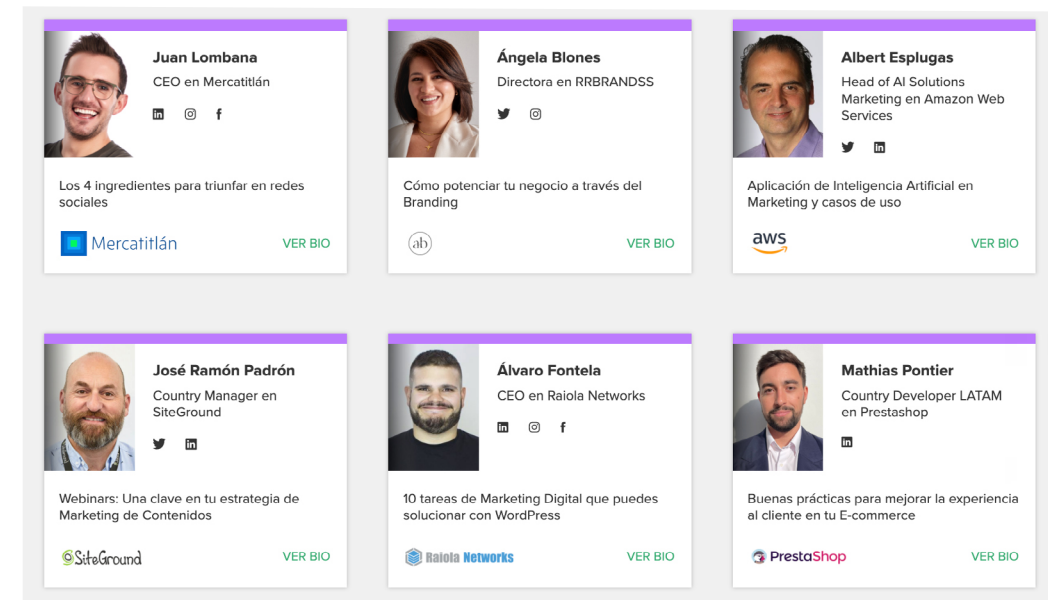 Juan Lombana
CEO en Mercatitlán
Los 4 ingredientes para triunfar en redes
sociales
Mercatitlán
VER BIO
Ángela Blones
Directora en RRBRANDSS
Cómo potenciar tu negocio a través del
Branding
ab
VER BIO
Albert Esplugas
Head of AI Solutions
Marketing en Amazon Web
Services
Aplicación de Inteligencia Artificial en
Marketing y casos de uso
aws
VER BIO
José Ramón Padrón
Country Manager en
SiteGround
Webinars: Una clave en tu estrategia de
Marketing de Contenidos
SiteGround
VER BIO
Álvaro Fontela
CEO en Raiola Networks
10 tareas de Marketing Digital que puedes
solucionar con WordPress
Raiola Networks
VER BIO
Mathias Pontier
Country Developer LATAM
en Prestashop
Buenas prácticas para mejorar la experiencia
al cliente en tu E-commerce
PrestaShop
VER BIO